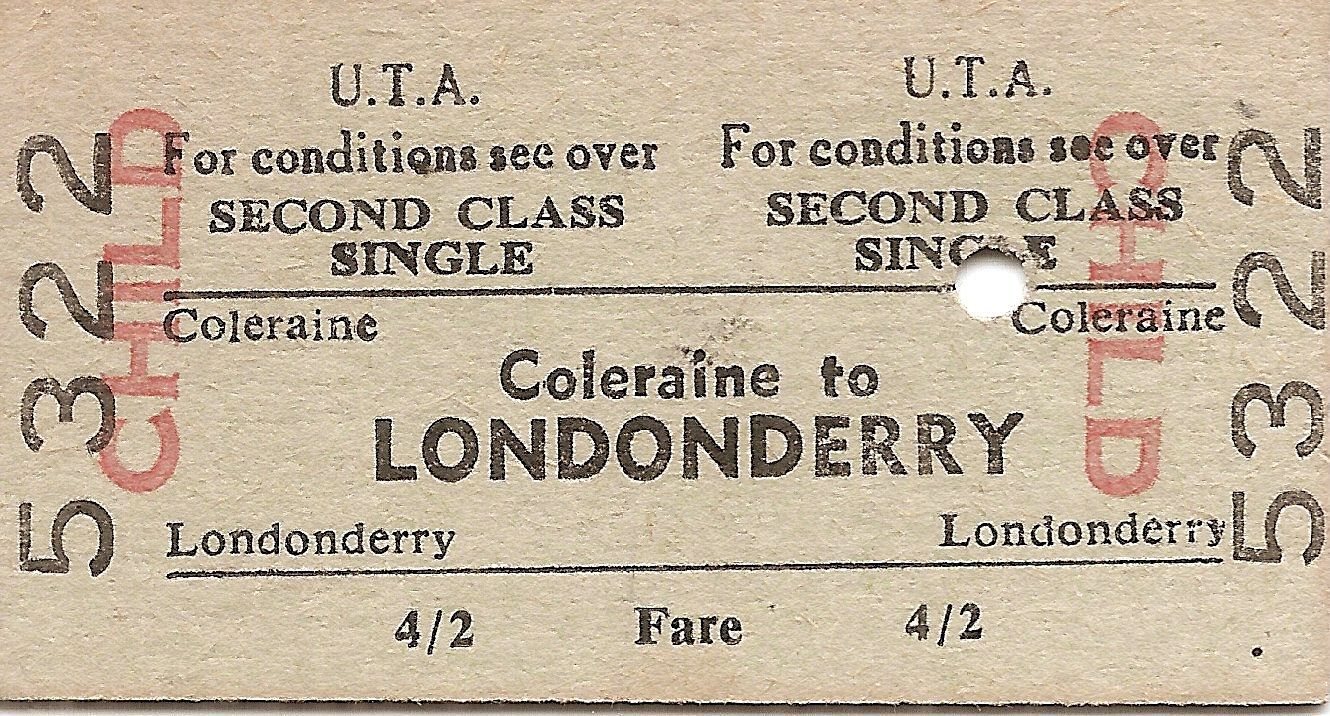 U.T.A. U.T.A.
For conditions see over For conditions see over
SECOND CLASS SECOND CLASS
SINGLE SINGLE
Coleraine Coleraine
Coleraine to
LONDONDERRY
Londonderry Londonderry
4/2 Fare 4/2
5322
CHILD
CHILD
5322